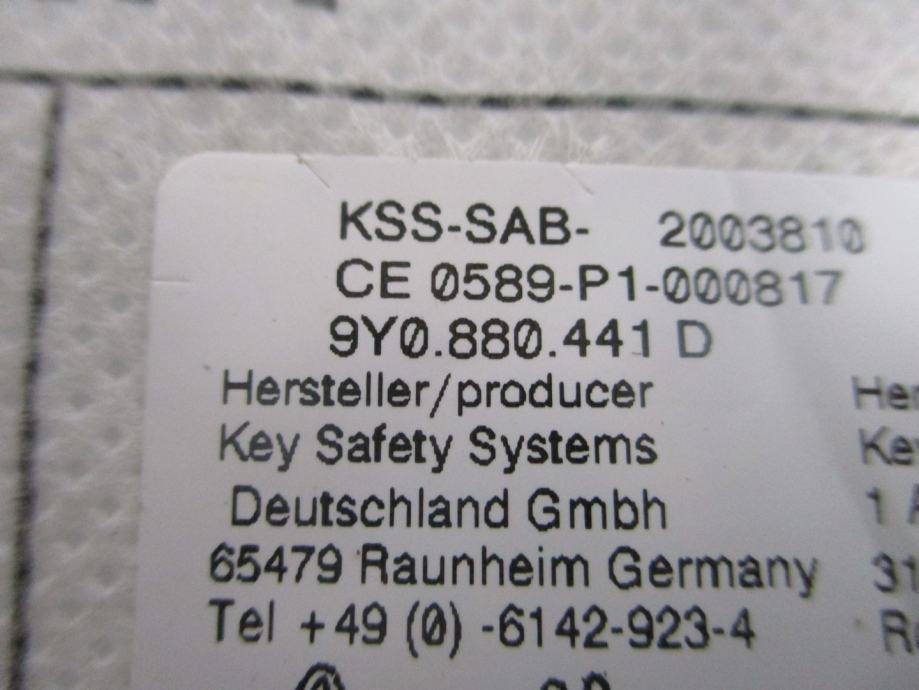 KSS-SAB- 2003810
CE 0589-P1-000817
9Y0.880.441 D
Hersteller/producer
Key Safety Systems
Deutschland Gmbh
65479 Raunheim Germany
Tel +49 (0) -6142-923-4